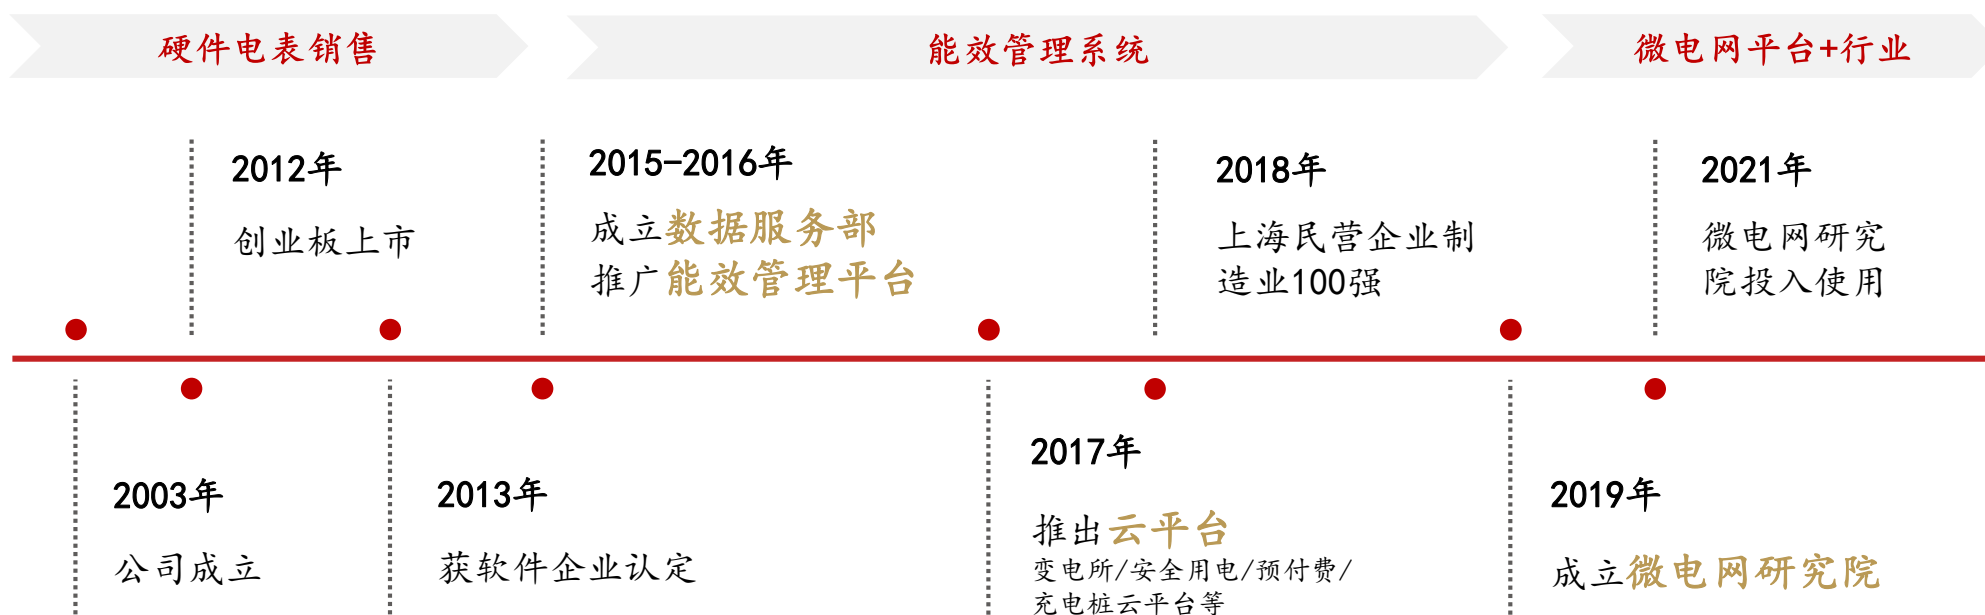 硬件电表销售
能效管理系统
微电网平台+行业
2012年
创业板上市
2015-2016年
成立数据服务部
推广能效管理平台
2018年
上海民营企业制
造业100强
2021年
微电网研究
院投入使用
2003年
公司成立
2013年
获软件企业认定
2017年
推出云平台
变电所/安全用电/预付费/
充电桩云平台等
2019年
成立微电网研究院